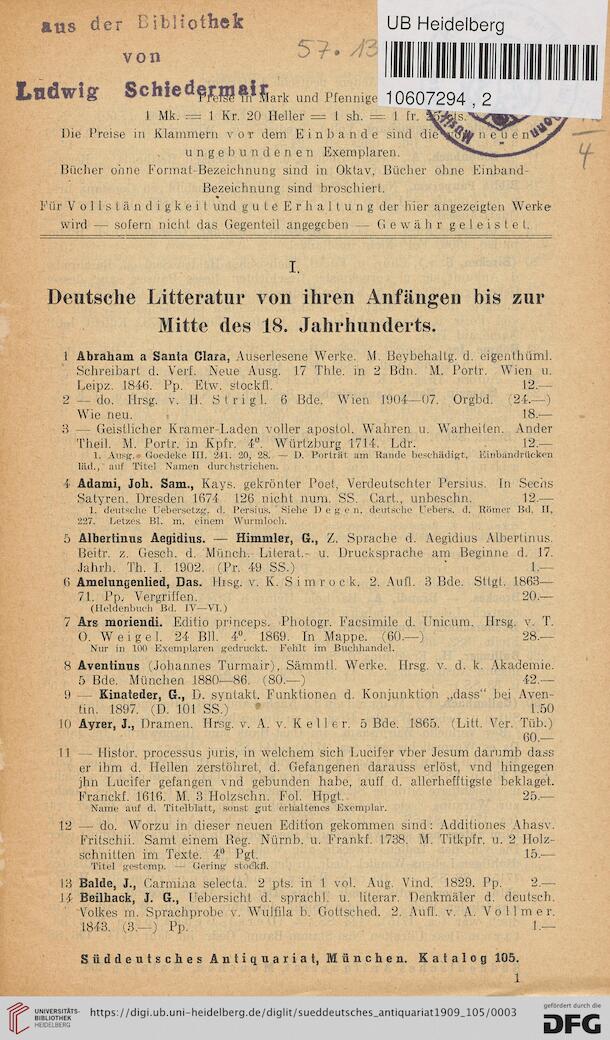 aus der Bibliothek
von
Ludwig Schiedermair
57.13
UB Heidelberg
10607294 , 2
4
Preise in Mark und Pfennige
1 Mk. = 1 Kr. 20 Heller = 1 sh. = 1 fr. 25 cts.
Die Preise in Klammern vor dem Einbande sind die von neuen
ungebundenen Exemplaren.
Bücher ohne Format-Bezeichnung sind in Oktav, Bücher ohne Einband-
Bezeichnung sind broschiert.
Für Vollständigkeit und gute Erhaltung der hier angezeigten Werke
wird — sofern nicht das Gegenteil angegeben — Gewähr geleistet.
I.
Deutsche Litteratur von ihren Anfängen bis zur
Mitte des 18. Jahrhunderts.
1 Abraham a Santa Clara, Auserlesene Werke. M. Beybehaltg. d. eigenthüml.
Schreibart d. Verf. Neue Ausg. 17 Thle. in 2 Bdn. M. Portr. Wien u.
Leipz. 1846. Pp. Etw. stockfl. 12.—
2 — do. Hrsg. v. H. Strigl. 6 Bde. Wien 1904—07. Orgbd. (24.—)
Wie neu. 18.—
3 — Geistlicher Kramer-Laden voller apostol. Wahren u. Warheiten. Ander
Theil. M. Portr. in Kpfr. 4°. Würtzburg 1714. Ldr. 12.—
1. Ausg. Goedeke III. 241. 20, 28. — D. Porträt am Rande beschädigt, Einbandrücken
läd., auf Titel Namen durchstrichen.
4 Adami, Joh. Sam., Kays. gekrönter Poet, Verdeutschter Persius. In Sechs
Satyren. Dresden 1674 126 nicht num. SS. Cart., unbeschn. 12.—
1. deutsche Uebersetzg. d. Persius. Siehe Degen, deutsche Uebers. d. Römer Bd. II,
227. Letzes Bl. m. einem Wurmloch.
5 Albertinus Aegidius. — Himmler, G., Z. Sprache d. Aegidius Albertinus.
Beitr. z. Gesch. d. Münch. Literat.- u. Drucksprache am Beginne d. 17.
Jahrh. Th. I. 1902. (Pr. 49 SS.) 1.—
6 Amelungenlied, Das. Hrsg. v. K. Simrock. 2. Aufl. 3 Bde. Sttgt. 1863—
71. Pp. Vergriffen. 20.—
(Heldenbuch Bd. IV—VI.)
7 Ars moriendi. Editio princeps. Photogr. Facsimile d. Unicum. Hrsg. v. T.
O. Weigel. 24 Bll. 4°. 1869. In Mappe. (60.—) 28.—
Nur in 100 Exemplaren gedruckt. Fehlt im Buchhandel.
8 Aventinus (Johannes Turmair), Sämmtl. Werke. Hrsg. v. d. k. Akademie.
5 Bde. München 1880—86. (80.—) 42.—
9 — Kinateder, G., D. syntakt. Funktionen d. Konjunktion „dass“ bei Aven-
tin. 1897. (D. 101 SS.) 1.50
10 Ayrer, J., Dramen. Hrsg. v. A. v. Keller. 5 Bde. 1865. (Litt. Ver. Tüb.)
60.—
11 — Histor. processus juris, in welchem sich Lucifer vber Jesum darumb dass
er ihm d. Hellen zerstöhret, d. Gefangenen darauss erlöst, vnd hingegen
jhn Lucifer gefangen vnd gebunden habe, auff d. allerhefftigste beklaget.
Franckf. 1616. M. 3 Holzschn. Fol. Hpgt. 25.—
Name auf d. Titelblatt, sonst gut erhaltenes Exemplar.
12 — do. Worzu in dieser neuen Edition gekommen sind: Additiones Ahasv.
Fritschii. Samt einem Reg. Nürnb. u. Frankf. 1738. M. Titkpfr. u. 2 Holz-
schnitten im Texte. 4° Pgt. 15.—
Titel gestemp. — Gering stockfl.
13 Balde, J., Carmina selecta. 2 pts. in 1 vol. Aug. Vind. 1829. Pp. 2.—
14 Beilhack, J. G., Uebersicht d. sprachl. u. literar. Denkmäler d. deutsch.
Volkes m. Sprachprobe v. Wulfila b. Gottsched. 2. Aufl. v. A. Vollmer.
1843. (3.—) Pp. 1.—
Süddeutsches Antiquariat, München. Katalog 105.
1
UNIVERSITÄTS-
BIBLIOTHEK
HEIDELBERG
https://digi.ub.uni-heidelberg.de/diglit/sueddeutsches_antiquariat1909_105/0003
gefördert durch die
DFG